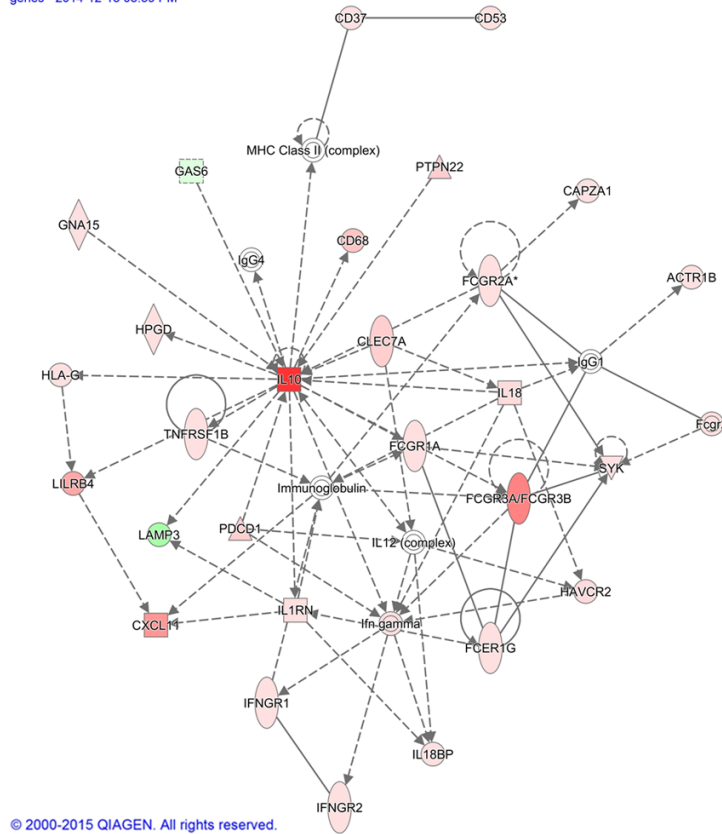 CD37
CD53
MHC Class II (complex)
GAS6
PTPN22
CAPZA1
GNA15
IgG4
CD68
FCGR2A*
ACTR1B
HPGD
CLEC7A
IgG1
HLA-G
IL10
IL18
TNFRSF1B
FCGR1A
Fcgr
SYK
LILRB4
Immunoglobulin
FCGR3A/FCGR3B
LAMP3
PDCD1
IL12 (complex)
HAVCR2
CXCL11
IL1RN
Ifn gamma
FCER1G
IFNGR1
IL18BP
IFNGR2
© 2000-2015 QIAGEN. All rights reserved.